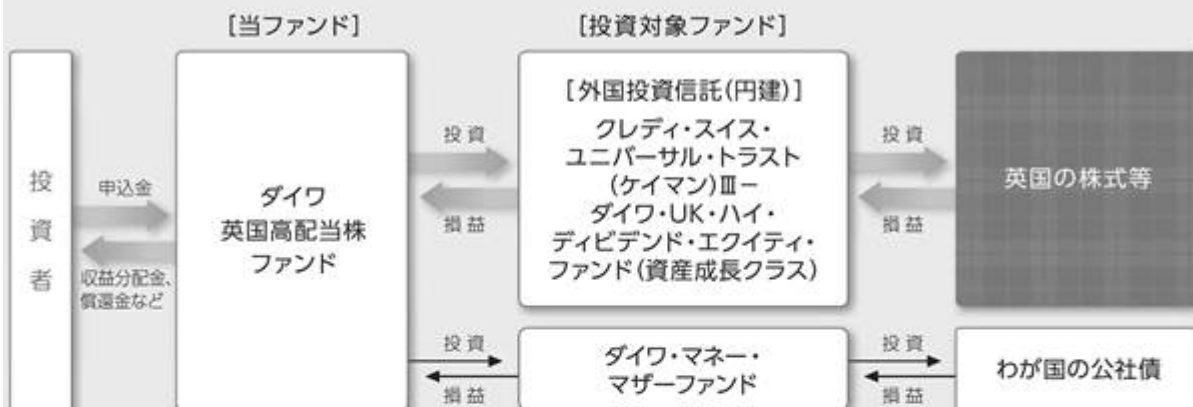 [当ファンド]
[投資対象ファンド]
投資者
申込金
収益分配金、
償還金など
ダイワ
英国高配当株
ファンド
投資
損益
[外国投資信託(円建)]
クレディ・スイス・
ユニバーサル・トラスト
(ケイマン)Ⅲー
ダイワ・UK・ハイ・
ディビデンド・エクイティ・
ファンド(資産成長クラス)
投資
損益
英国の株式等
投資
損益
ダイワ・マネー・
マザーファンド
投資
損益
わが国の公社債